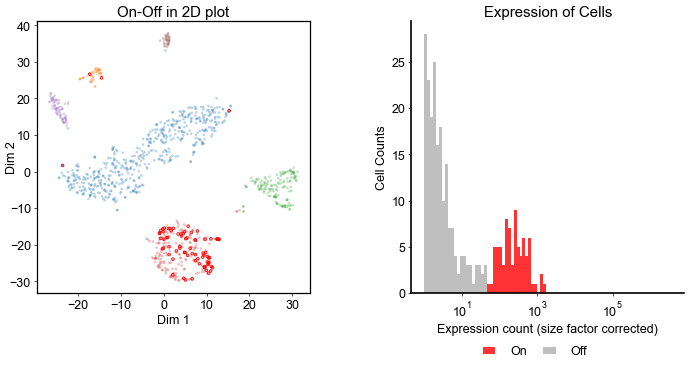 On-Off in 2D plot
40
30
20
10
0
−10
−20
−30
Dim 2
−20 −10 0 10 20 30
Dim 1
Expression of Cells
25
20
15
10
5
0
Cell Counts
10^1 10^3 10^5
Expression count (size factor corrected)
On Off